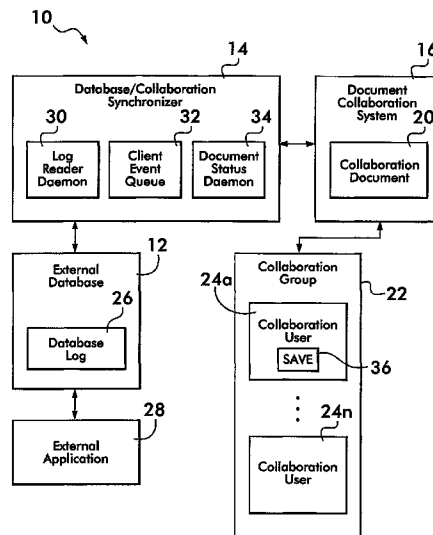 10
14
Database/Collaboration
Synchronizer
30
Log
Reader
Daemon
32
Client
Event
Queue
34
Document
Status
Daemon
16
Document
Collaboration
System
20
Collaboration
Document
12
External
Database
26
Database
Log
28
External
Application
Collaboration
Group
22
24a
Collaboration
User
SAVE
36
24n
Collaboration
User